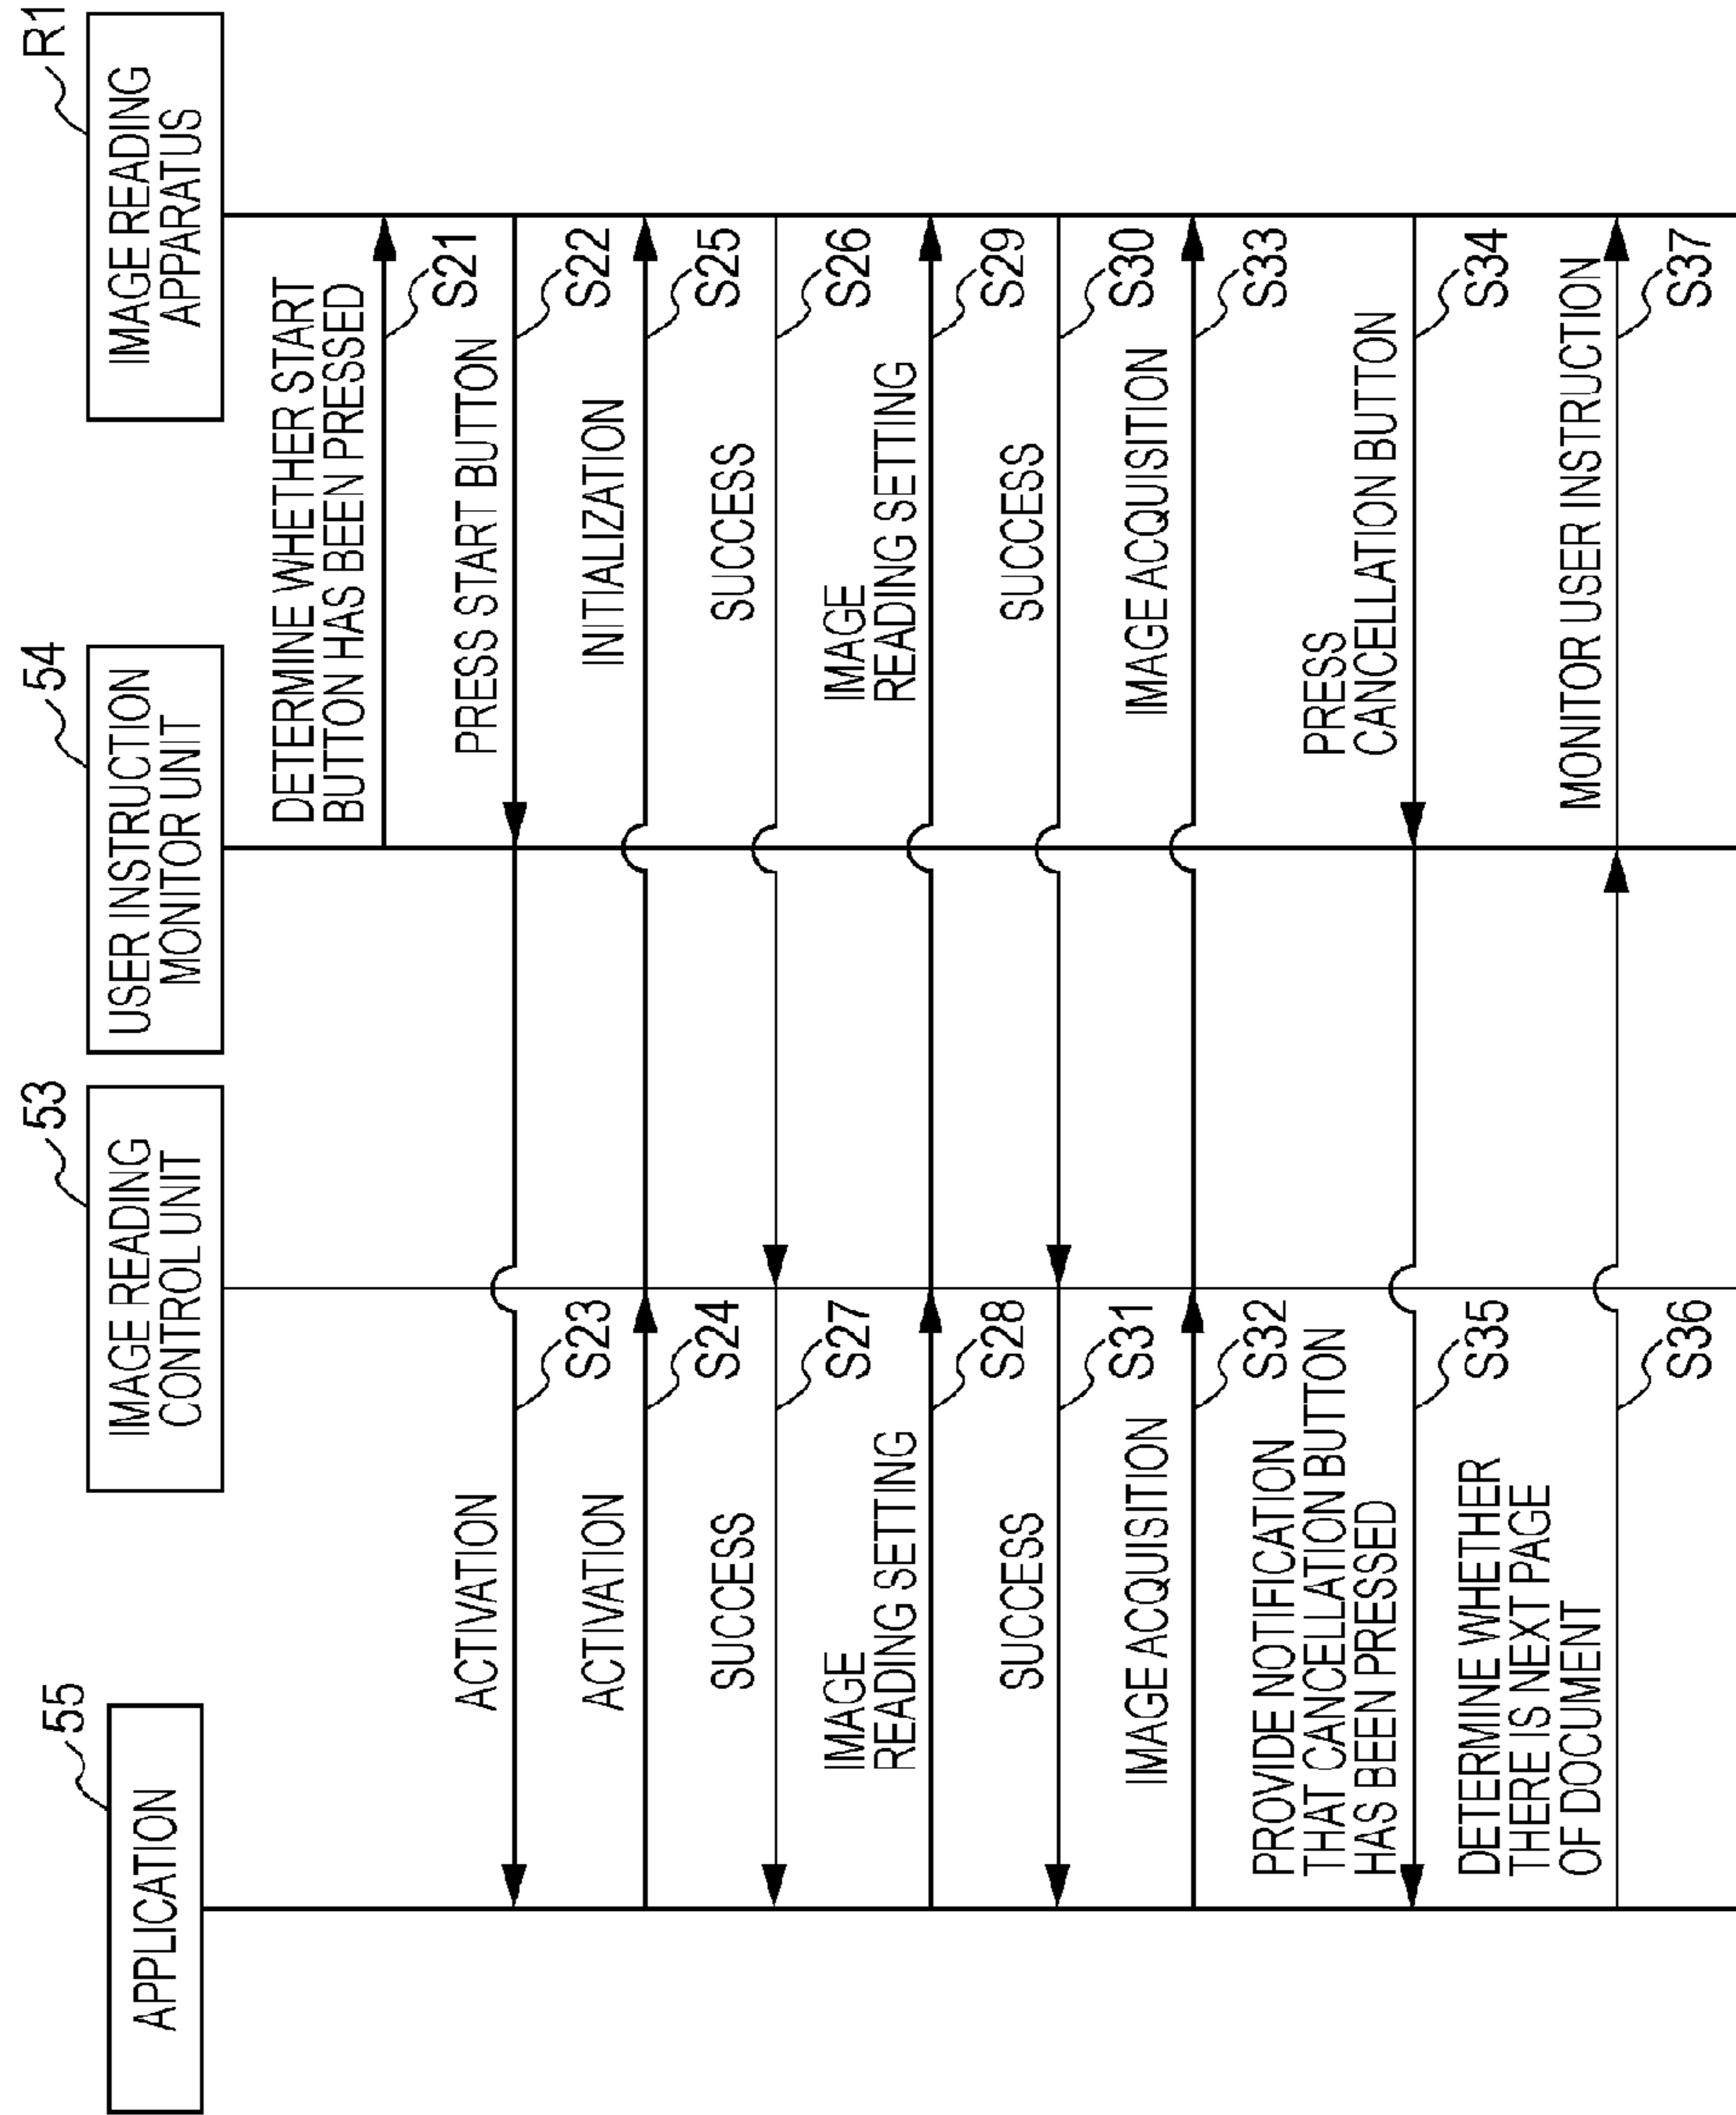 55
APPLICATION
53
IMAGE READING
CONTROL UNIT
54
USER INSTRUCTION
MONITOR UNIT
R1
IMAGE READING
APPARATUS
DETERMINE WHETHER START
BUTTON HAS BEEN PRESSED
S21
ACTIVATION
S23
PRESS START BUTTON
S22
ACTIVATION
S24
INITIALIZATION
S25
SUCCESS
S27
SUCCESS
S26
IMAGE
READING SETTING
S28
IMAGE
READING SETTING
S29
SUCCESS
S31
SUCCESS
S30
IMAGE ACQUISITION
S32
IMAGE ACQUISITION
S33
PROVIDE NOTIFICATION
THAT CANCELLATION BUTTON
HAS BEEN PRESSED
S35
PRESS
CANCELLATION BUTTON
S34
DETERMINE WHETHER
THERE IS NEXT PAGE
OF DOCUMENT
S36
MONITOR USER INSTRUCTION
S37